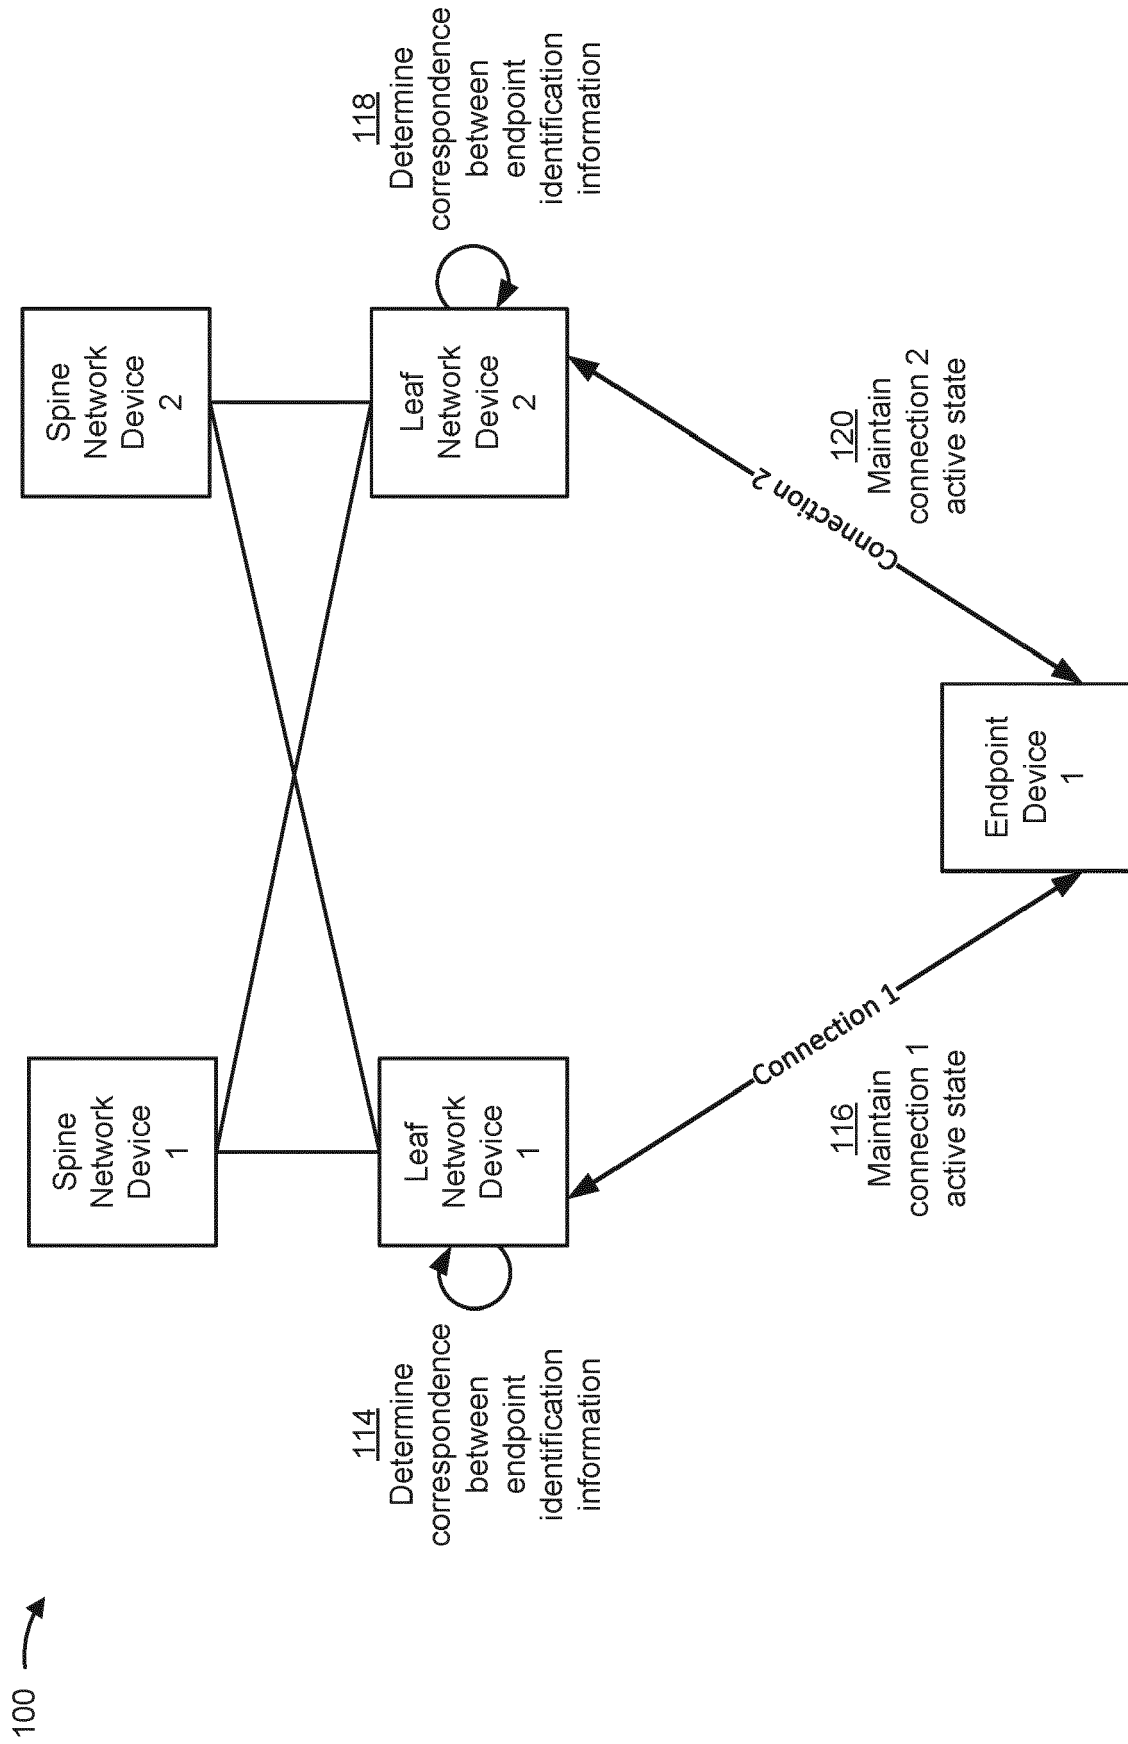 100
Spine
Network
Device
1
Spine
Network
Device
2
114
Determine
correspondence
between
endpoint
identification
information
Leaf
Network
Device
1
Leaf
Network
Device
2
118
Determine
correspondence
between
endpoint
identification
information
Connection 1
Connection 2
116
Maintain
connection 1
active state
120
Maintain
connection 2
active state
Endpoint
Device
1